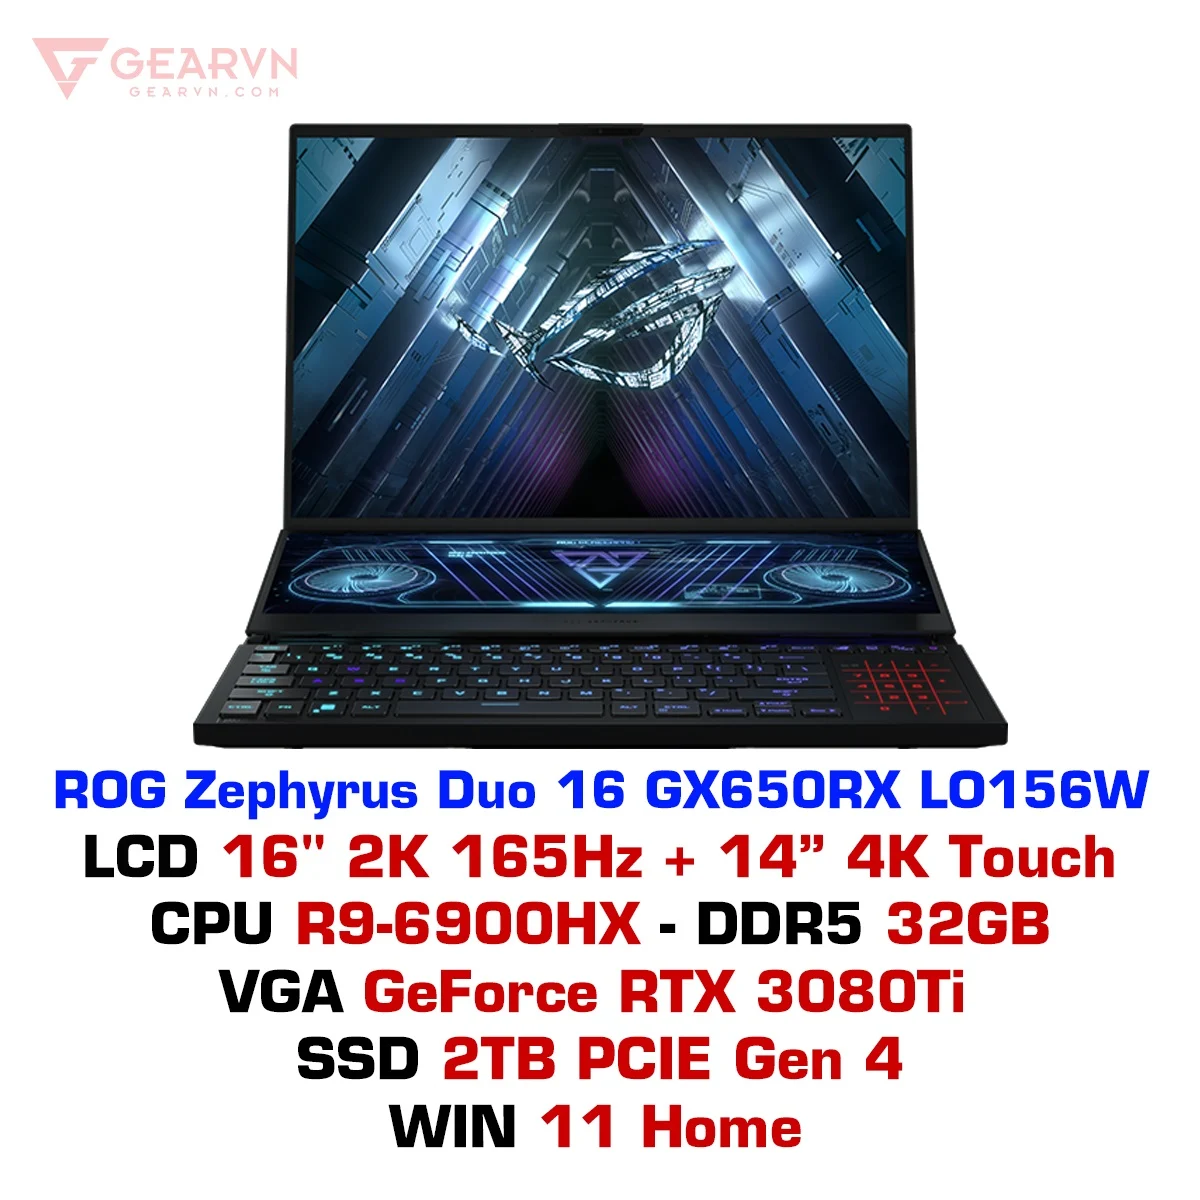 GEARVN
GEARVN.COM
ROG Zephyrus Duo 16 GX650RX LO156W
LCD 16" 2K 165Hz + 14” 4K Touch
CPU R9-6900HX - DDR5 32GB
VGA GeForce RTX 3080Ti
SSD 2TB PCIE Gen 4
WIN 11 Home